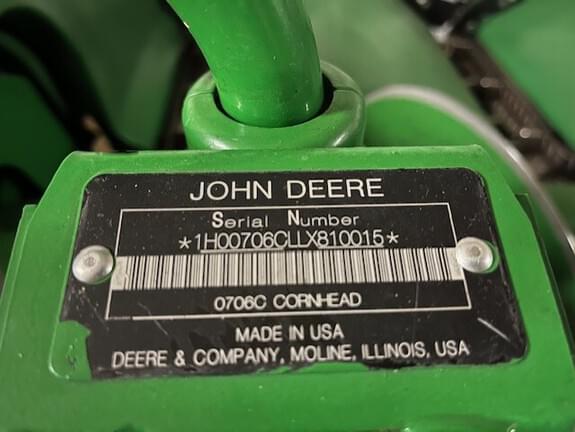 JOHN DEERE
Serial Number
*1H00706CLLX810015*
0706C CORNHEAD
MADE IN USA
DEERE & COMPANY, MOLINE, ILLINOIS, USA